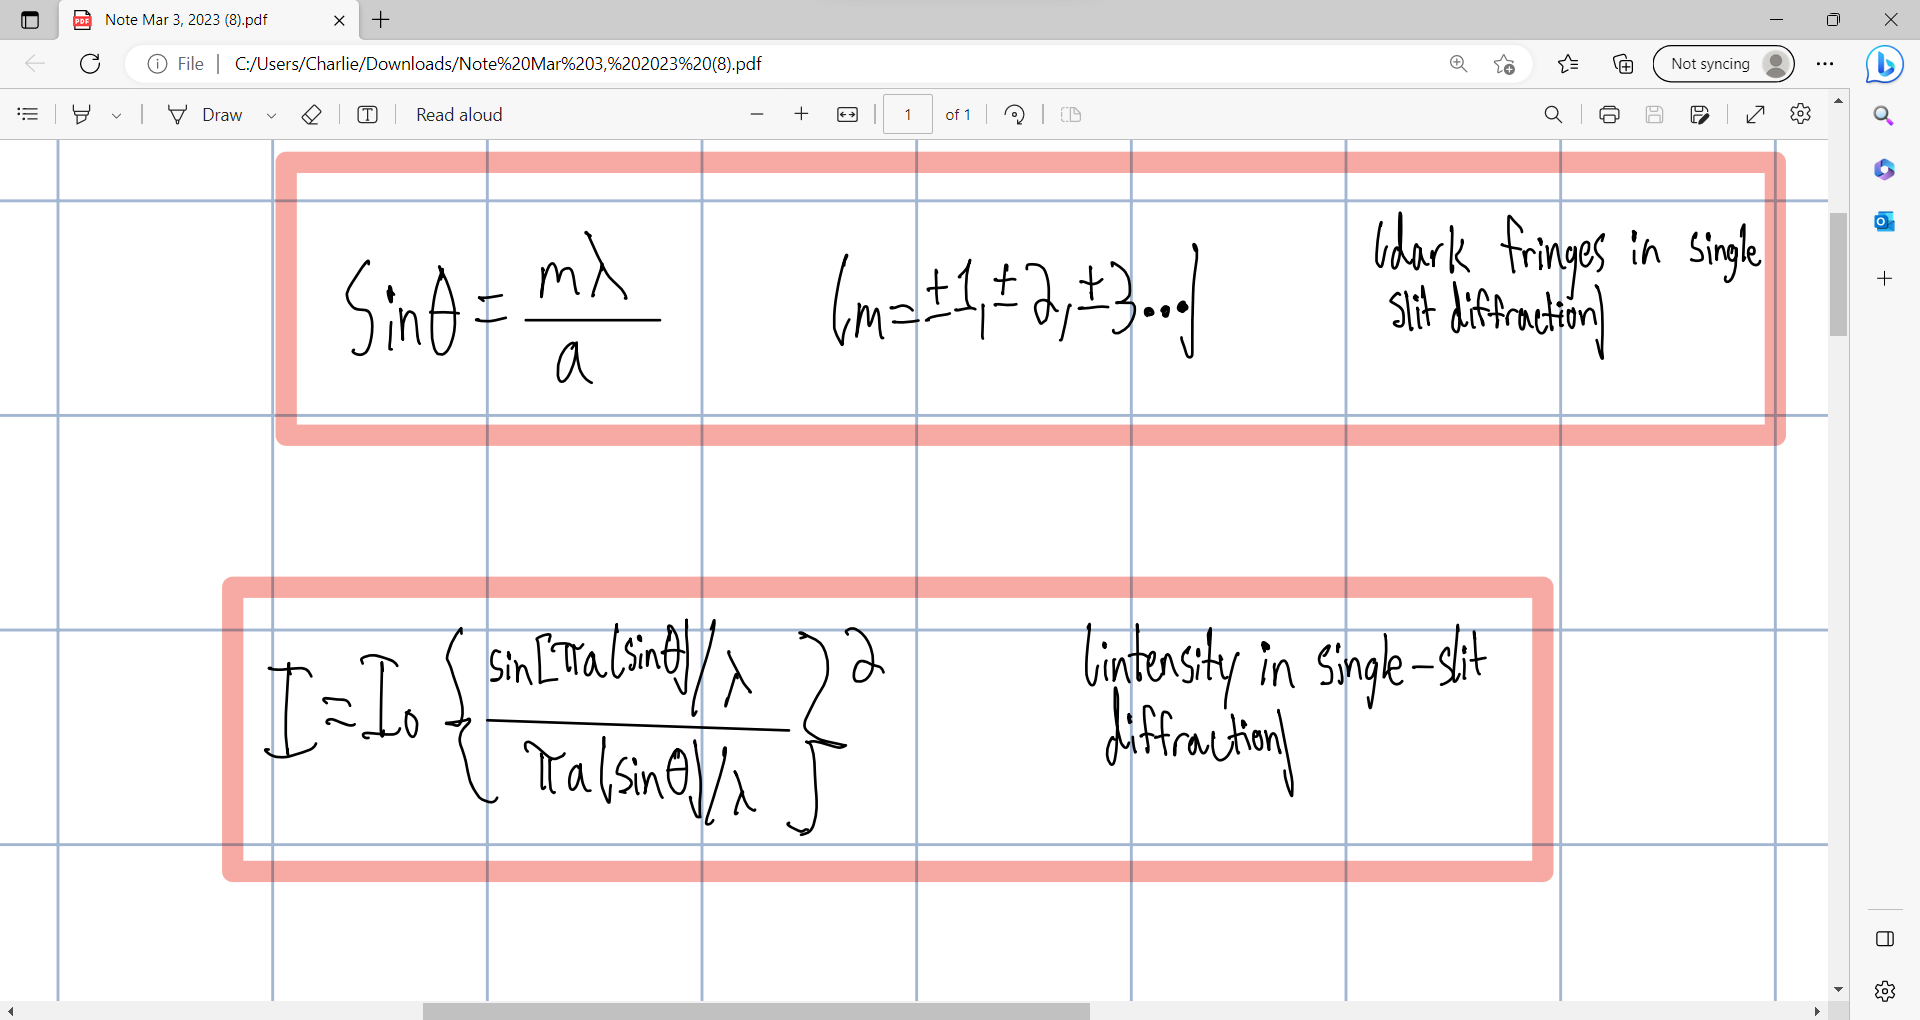 Note Mar 3, 2023 (8).pdf
File C:/Users/Charlie/Downloads/Note%20Mar%203,%202023%20(8).pdf
Not syncing
Draw
Read aloud
1 of 1
sinθ = mλ/a (m=±1,±2,±3...)
(dark fringes in single
slit diffraction)
I = I₀ {sin[πa(sinθ)/λ / πa(sinθ)/λ}²
(intensity in single-slit
diffraction)